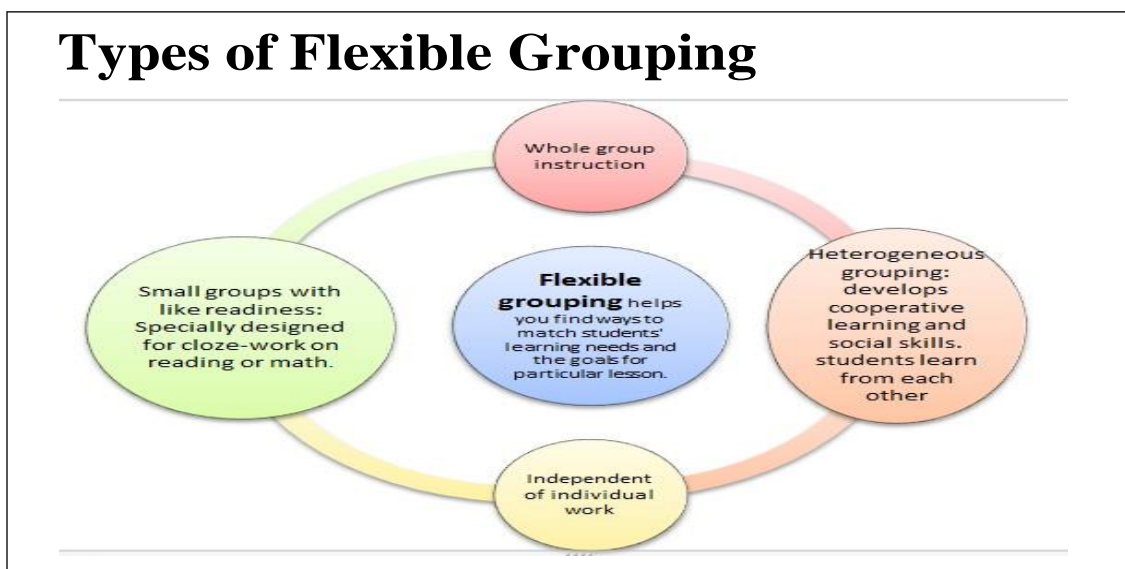 Types of Flexible Grouping
Whole group
instruction
Small groups with
like readiness:
Specially designed
for cloze-work on
reading or math.
Flexible
grouping helps
you find ways to
match students'
learning needs and
the goals for
particular lesson.
Heterogeneous
grouping:
develops
cooperative
learning and
social skills.
students learn
from each
other
Independent
of individual
work